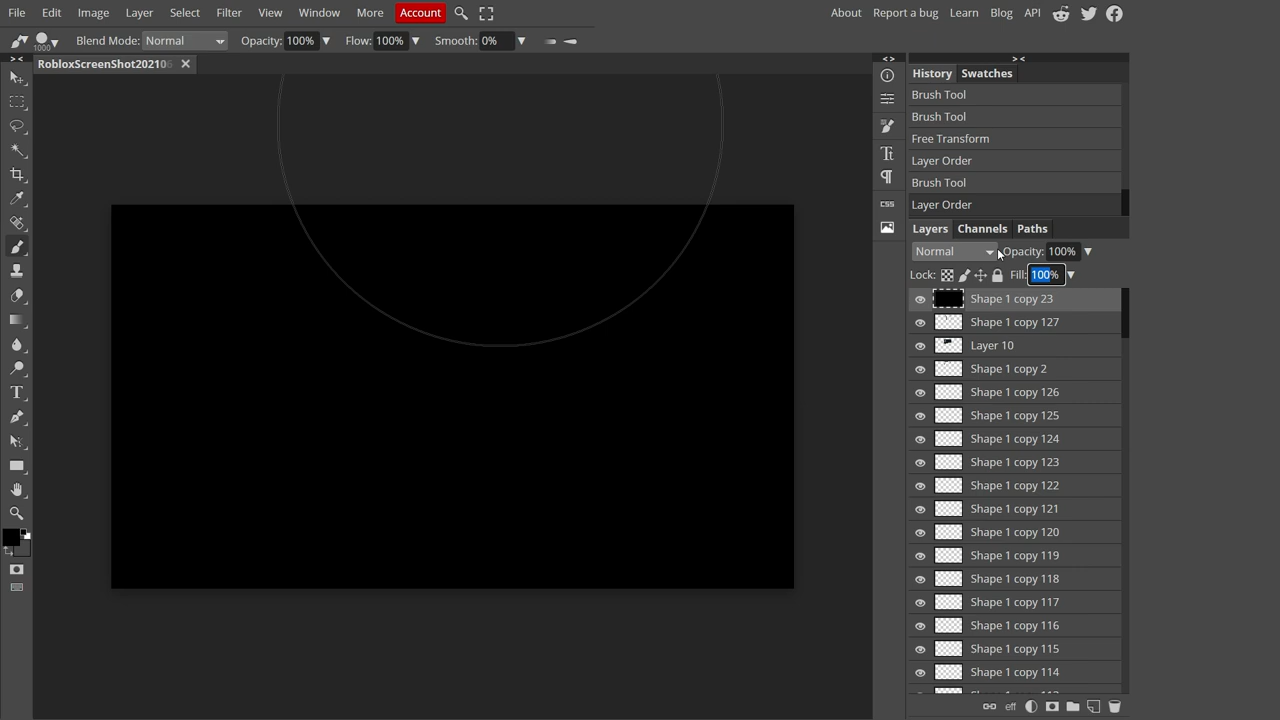 File Edit Image Layer Select Filter View Window More Account
About Report a bug Learn Blog API
1000 Blend Mode: Normal Opacity: 100% Flow: 100% Smooth: 0%
RobloxScreenShot202106
History Swatches
Brush Tool
Brush Tool
Free Transform
Layer Order
Brush Tool
Layer Order
Layers Channels Paths
Normal Opacity: 100%
Lock: Fill: 100%
CSS
Shape 1 copy 23
Shape 1 copy 127
Layer 10
Shape 1 copy 2
Shape 1 copy 126
Shape 1 copy 125
Shape 1 copy 124
Shape 1 copy 123
Shape 1 copy 122
Shape 1 copy 121
Shape 1 copy 120
Shape 1 copy 119
Shape 1 copy 118
Shape 1 copy 117
Shape 1 copy 116
Shape 1 copy 115
Shape 1 copy 114
eff